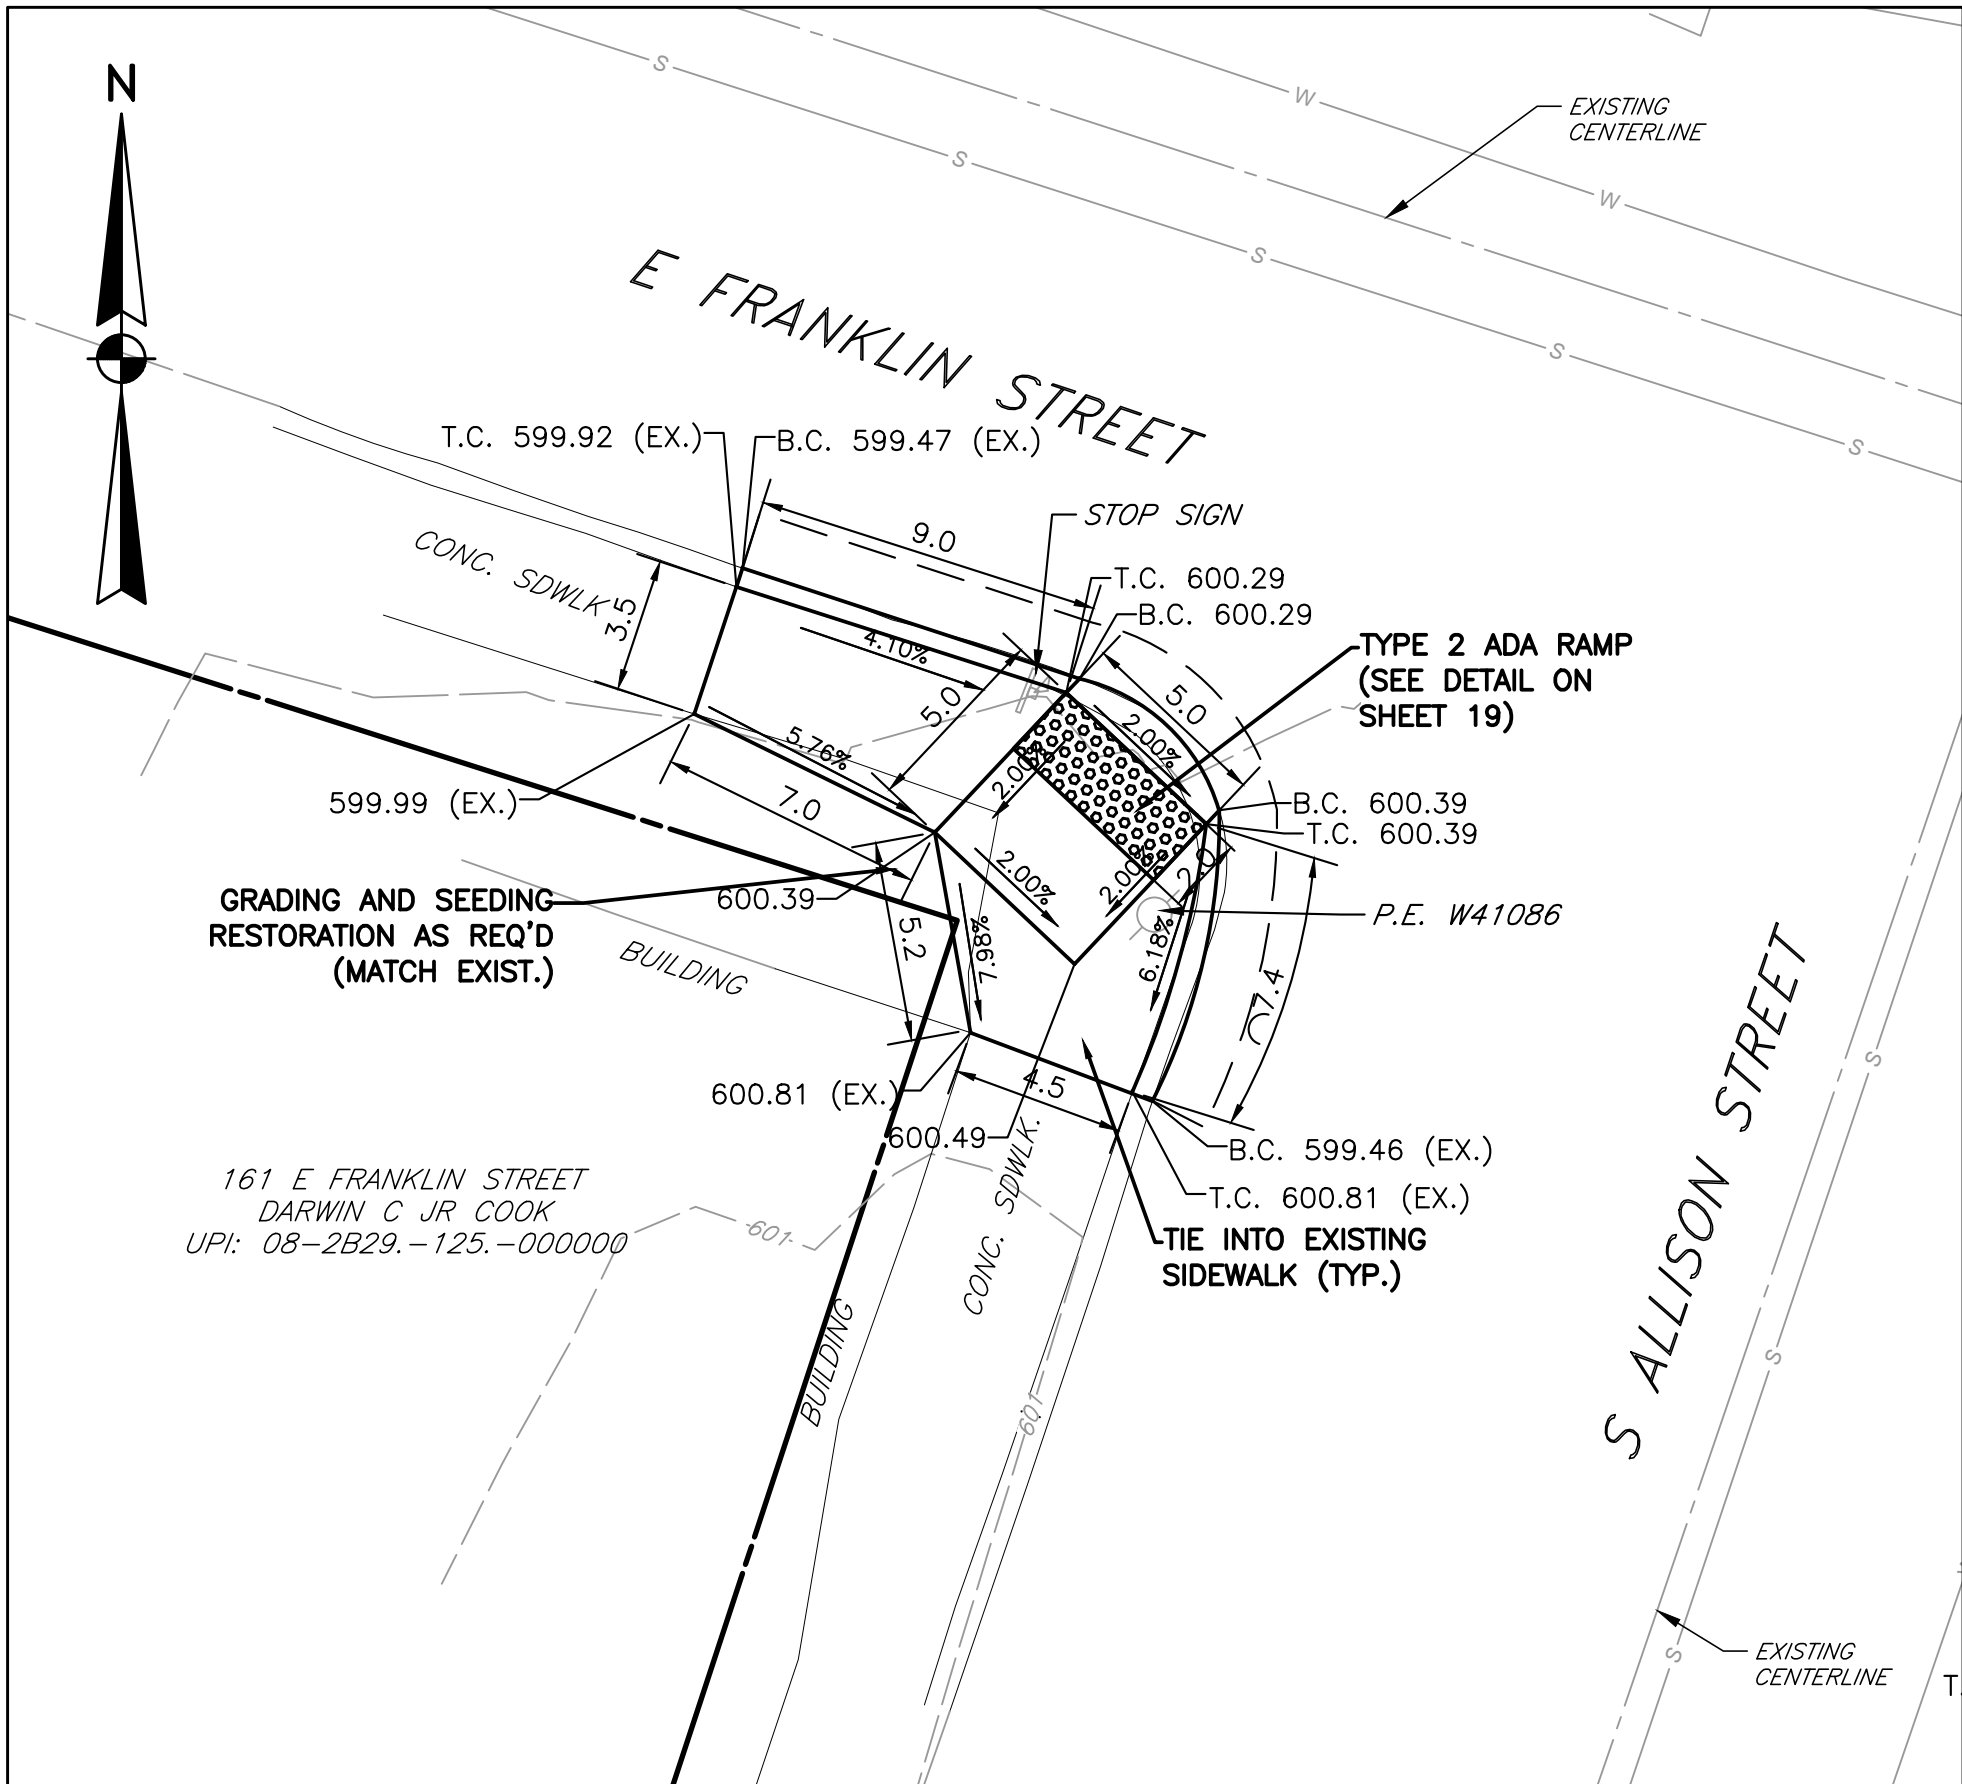 N
S
W
EXISTING
CENTERLINE
S
W
S
S
S
E FRANKLIN STREET
T.C. 599.92 (EX.)
B.C. 599.47 (EX.)
STOP SIGN
9.0
CONC. SDWLK
3.5
T.C. 600.29
B.C. 600.29
4.10%
5.0
5.0
TYPE 2 ADA RAMP
(SEE DETAIL ON
SHEET 19)
2.00%
5.76%
2.00%
7.0
599.99 (EX.)
B.C. 600.39
T.C. 600.39
2.00%
2.00%
2.0
600.39
GRADING AND SEEDING
RESTORATION AS REQ'D
(MATCH EXIST.)
5.2
7.98%
6.18%
P.E. W41086
BUILDING
7.4
600.81 (EX.)
4.5
600.49
B.C. 599.46 (EX.)
T.C. 600.81 (EX.)
TIE INTO EXISTING
SIDEWALK (TYP.)
161 E FRANKLIN STREET
DARWIN C JR COOK
UPI: 08-2B29.-125.-000000
601
CONC. SDWLK.
BUILDING
601
S ALLISON STREET
S
S
S
EXISTING
CENTERLINE
T.